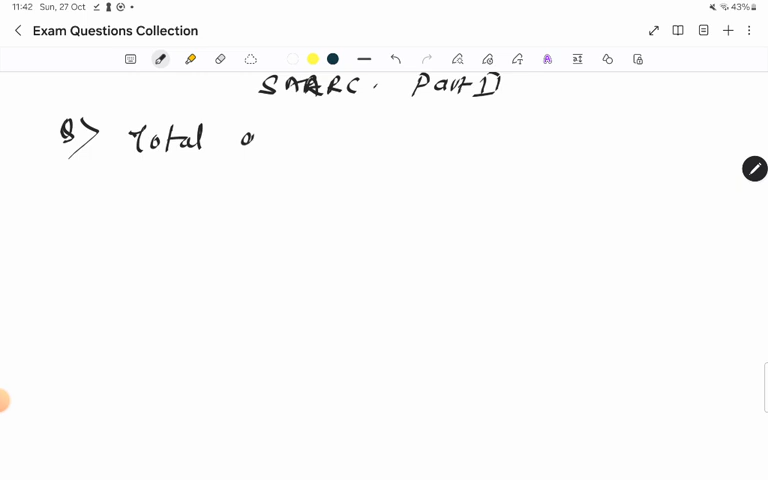 11:42 Sun, 27 Oct 43%
Exam Questions Collection
SAARC. Part II
Q> Total